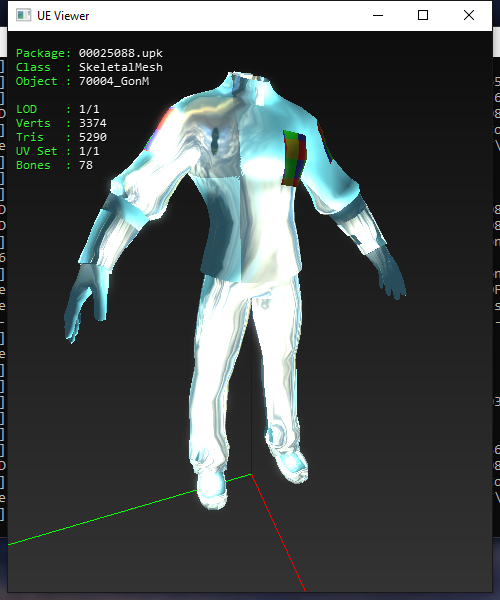 UE Viewer
Package: 00025088.upk
Class  : SkeletalMesh
Object : 70004_GonM
LOD    : 1/1
Verts  : 3374
Tris   : 5290
UV Set : 1/1
Bones  : 78